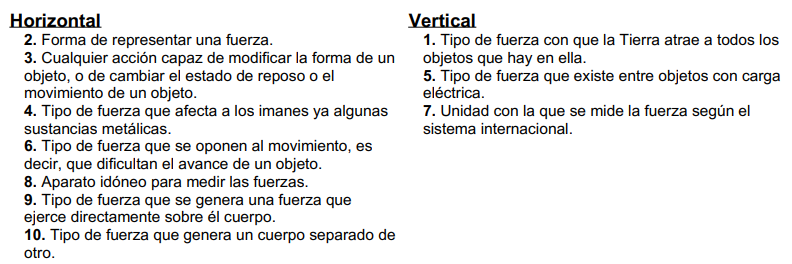 Horizontal
2. Forma de representar una fuerza.
3. Cualquier acción capaz de modificar la forma de un
objeto, o de cambiar el estado de reposo o el
movimiento de un objeto.
4. Tipo de fuerza que afecta a los imanes ya algunas
sustancias metálicas.
6. Tipo de fuerza que se oponen al movimiento, es
decir, que dificultan el avance de un objeto.
8. Aparato idóneo para medir las fuerzas.
9. Tipo de fuerza que se genera una fuerza que
ejerce directamente sobre él cuerpo.
10. Tipo de fuerza que genera un cuerpo separado de
otro.
Vertical
1. Tipo de fuerza con que la Tierra atrae a todos los
objetos que hay en ella.
5. Tipo de fuerza que existe entre objetos con carga
eléctrica.
7. Unidad con la que se mide la fuerza según el
sistema internacional.